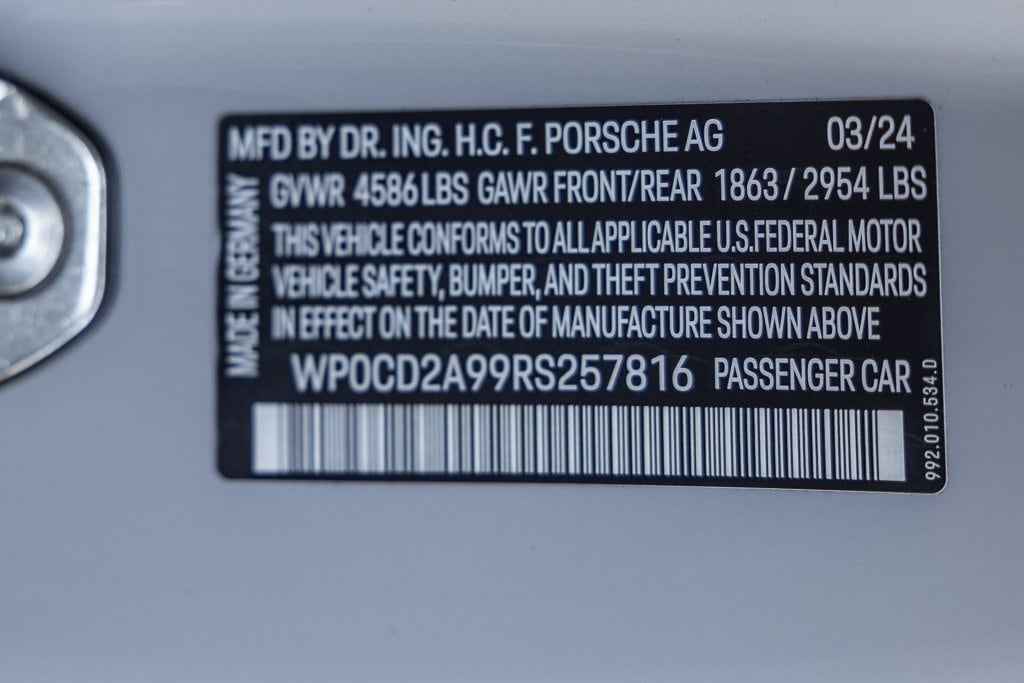 MFD BY DR. ING. H.C. F. PORSCHE AG 03/24
GVWR 4586LBS GAWR FRONT/REAR 1863 / 2954 LBS
THIS VEHICLE CONFORMS TO ALL APPLICABLE U.S.FEDERAL MOTOR
VEHICLE SAFETY, BUMPER, AND THEFT PREVENTION STANDARDS
IN EFFECT ON THE DATE OF MANUFACTURE SHOWN ABOVE
WP0CD2A99RS257816 PASSENGER CAR
MADE IN GERMANY
992.010.534.D